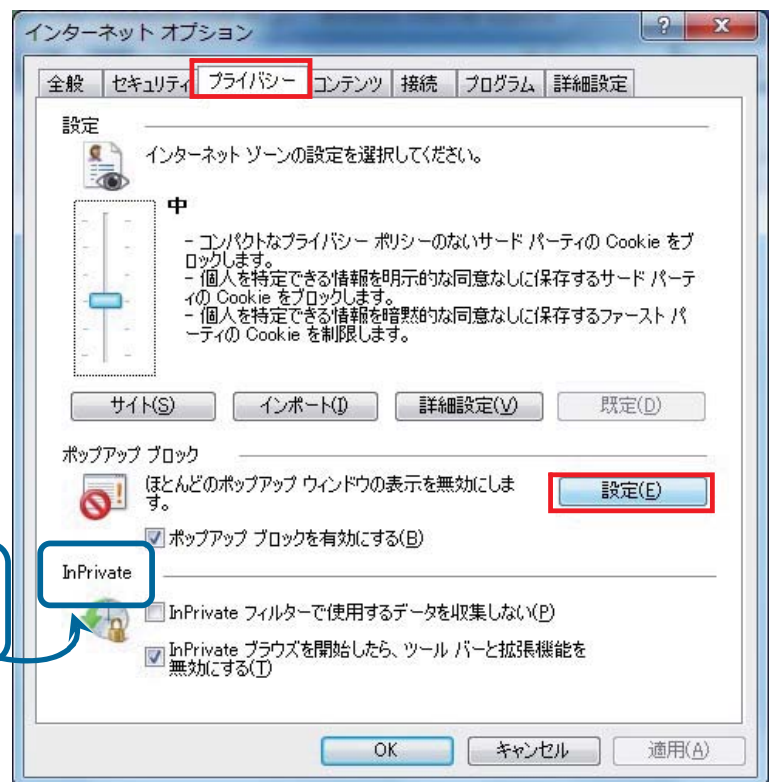 インターネット オプション
全般 セキュリティ プライバシー コンテンツ 接続 プログラム 詳細設定
設定
インターネット ゾーンの設定を選択してください。
中
- コンパクトなプライバシー ポリシーのないサード パーティの Cookie をブ
ロックします。
- 個人を特定できる情報を明示的な同意なしに保存するサード パーテ
ィの Cookie をブロックします。
- 個人を特定できる情報を暗黙的な同意なしに保存するファースト パ
ーティの Cookie を制限します。
サイト(S) インポート(I) 詳細設定(V) 既定(D)
ポップアップ ブロック
ほとんどのポップアップ ウィンドウの表示を無効にしま
す。
設定(E)
ポップアップ ブロックを有効にする(B)
InPrivate
InPrivate フィルターで使用するデータを収集しない(P)
InPrivate ブラウズを開始したら、ツール バーと拡張機能を
無効にする(T)
OK キャンセル 適用(A)